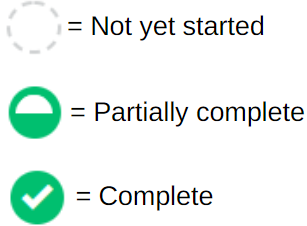 = Not yet started
= Partially complete
= Complete